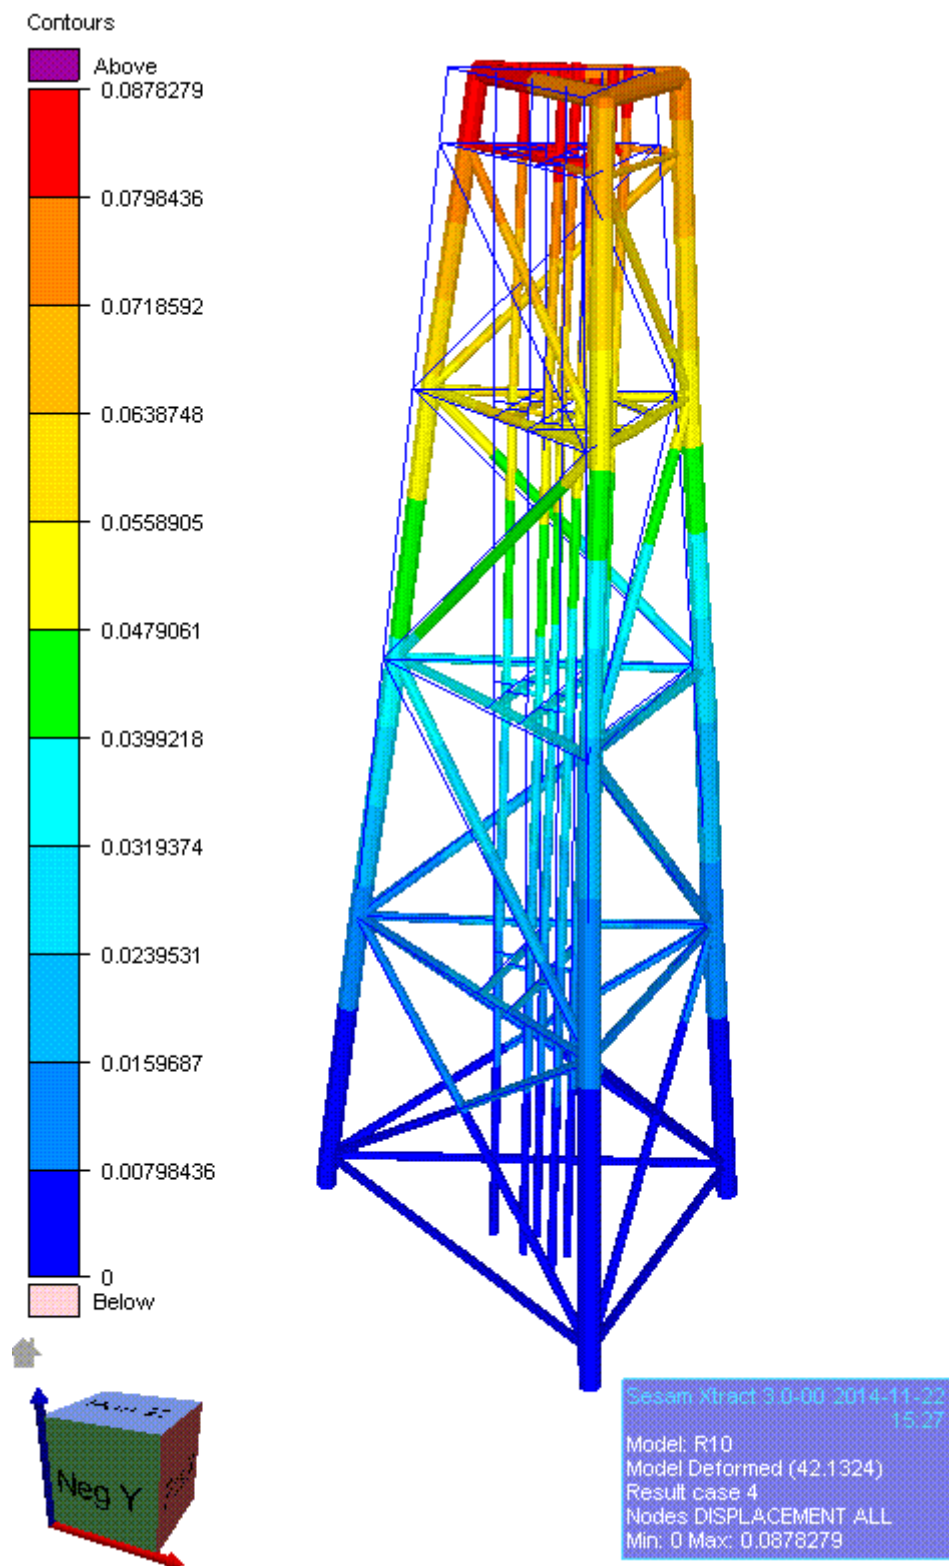 Contours
Above
0.0878279
0.0798436
0.0718592
0.0638748
0.0558905
0.0479061
0.0399218
0.0319374
0.0239531
0.0159687
0.00798436
0
Below
Neg Y
Sesam Xtract 3.0-00 2014-11-22
15:27
Model: R10
Model Deformed (42.1324)
Result case 4
Nodes DISPLACEMENT ALL
Min: 0 Max: 0.0878279